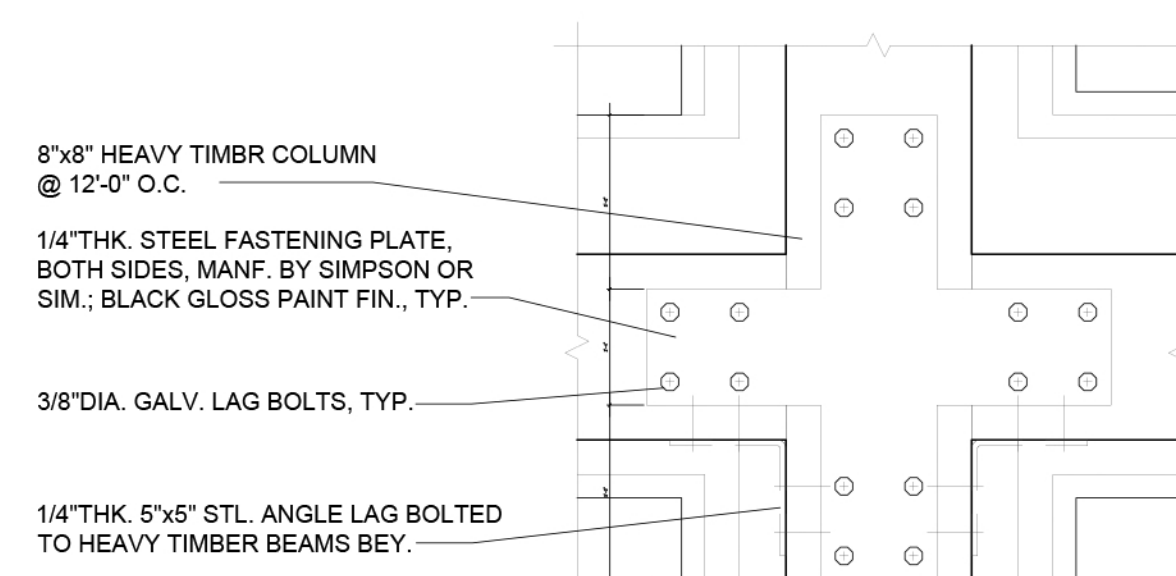 8"x8" HEAVY TIMBR COLUMN
@ 12'-0" O.C.
1/4"THK. STEEL FASTENING PLATE,
BOTH SIDES, MANF. BY SIMPSON OR
SIM.; BLACK GLOSS PAINT FIN., TYP.
3/8"DIA. GALV. LAG BOLTS, TYP.
1/4"THK. 5"x5" STL. ANGLE LAG BOLTED
TO HEAVY TIMBER BEAMS BEY.